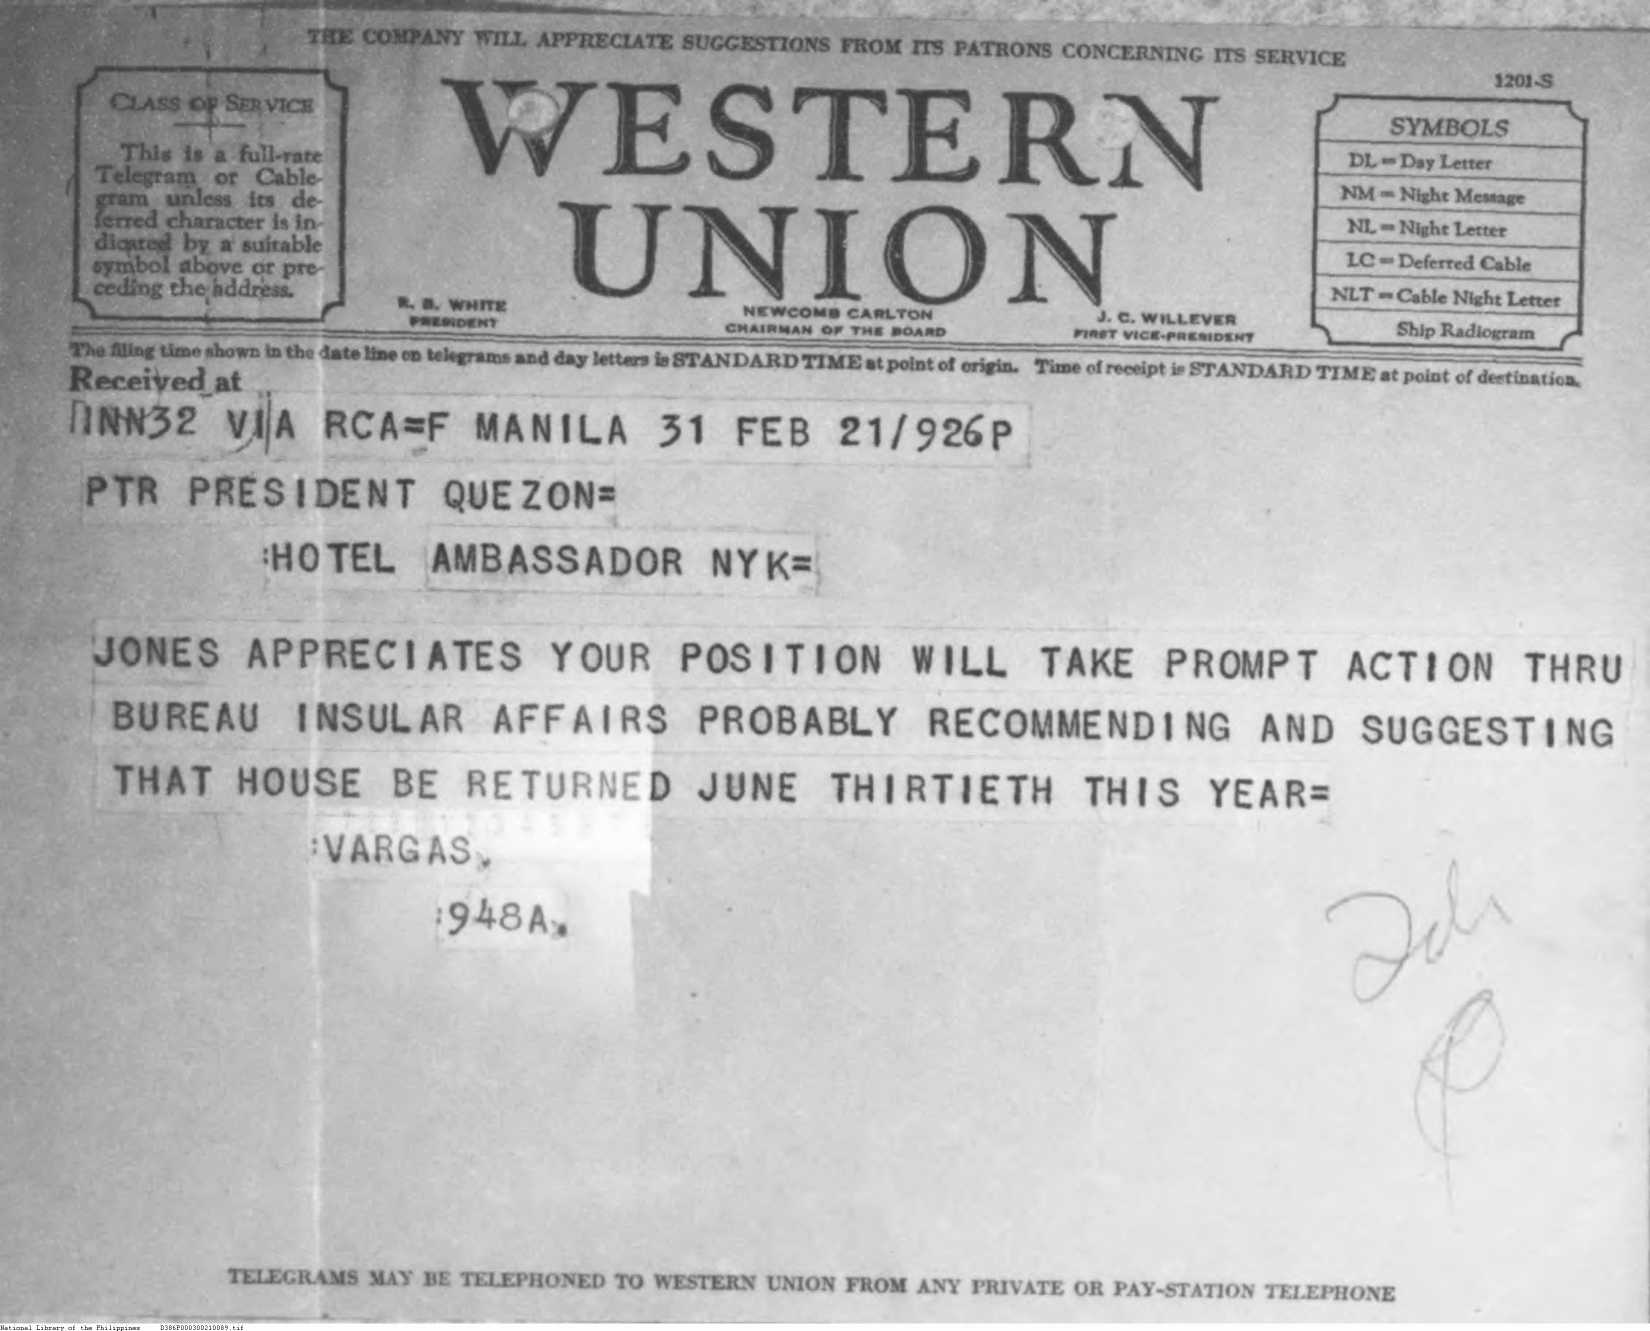 THE COMPANY WILL APPRECIATE SUGGESTIONS FROM ITS PATRONS CONCERNING ITS SERVICE
1201-S
CLASS OF SERVICE
This is a full-rate
Telegram or Cable-
gram unless its de-
ferred character is in-
dicated by a suitable
symbol above or pre-
ceding the address.
WESTERN
UNION
R. B. WHITE
PRESIDENT
NEWCOMB CARLTON
CHAIRMAN OF THE BOARD
J. C. WILLEVER
FIRST VICE-PRESIDENT
SYMBOLS
DL = Day Letter
NM = Night Message
NL = Night Letter
LC = Deferred Cable
NLT = Cable Night Letter
Ship Radiogram
The filing time shown in the date line on telegrams and day letters is STANDARD TIME at point of origin. Time of receipt is STANDARD TIME at point of destination.
Received at
NN32 VIA RCA=F MANILA 31 FEB 21/926P
PTR PRESIDENT QUEZON=
:HOTEL AMBASSADOR NYK=
JONES APPRECIATES YOUR POSITION WILL TAKE PROMPT ACTION THRU
BUREAU INSULAR AFFAIRS PROBABLY RECOMMENDING AND SUGGESTING
THAT HOUSE BE RETURNED JUNE THIRTIETH THIS YEAR=
:VARGAS.
:948A.
TELEGRAMS MAY BE TELEPHONED TO WESTERN UNION FROM ANY PRIVATE OR PAY-STATION TELEPHONE
National Library of the Philippines D386P000300210089.tif